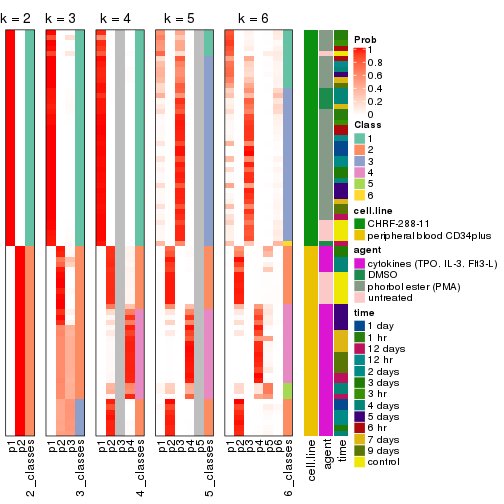 k = 2 k = 3 k = 4 k = 5 k = 6
Prob
1
0.8
0.6
0.4
0.2
0
Class
1
2
3
4
5
6
cell.line
CHRF-288-11
peripheral blood CD34plus
agent
cytokines (TPO, IL-3, Flt3-L)
DMSO
phorbol ester (PMA)
untreated
time
1 day
1 hr
12 days
12 hr
2 days
3 days
3 hr
4 days
5 days
6 hr
7 days
9 days
control
p1
p2
2_classes
p1
p2
p3
3_classes
p1
p2
p3
p4
4_classes
p1
p2
p3
p4
p5
5_classes
p1
p2
p3
p4
p5
p6
6_classes
cell.line
agent
time